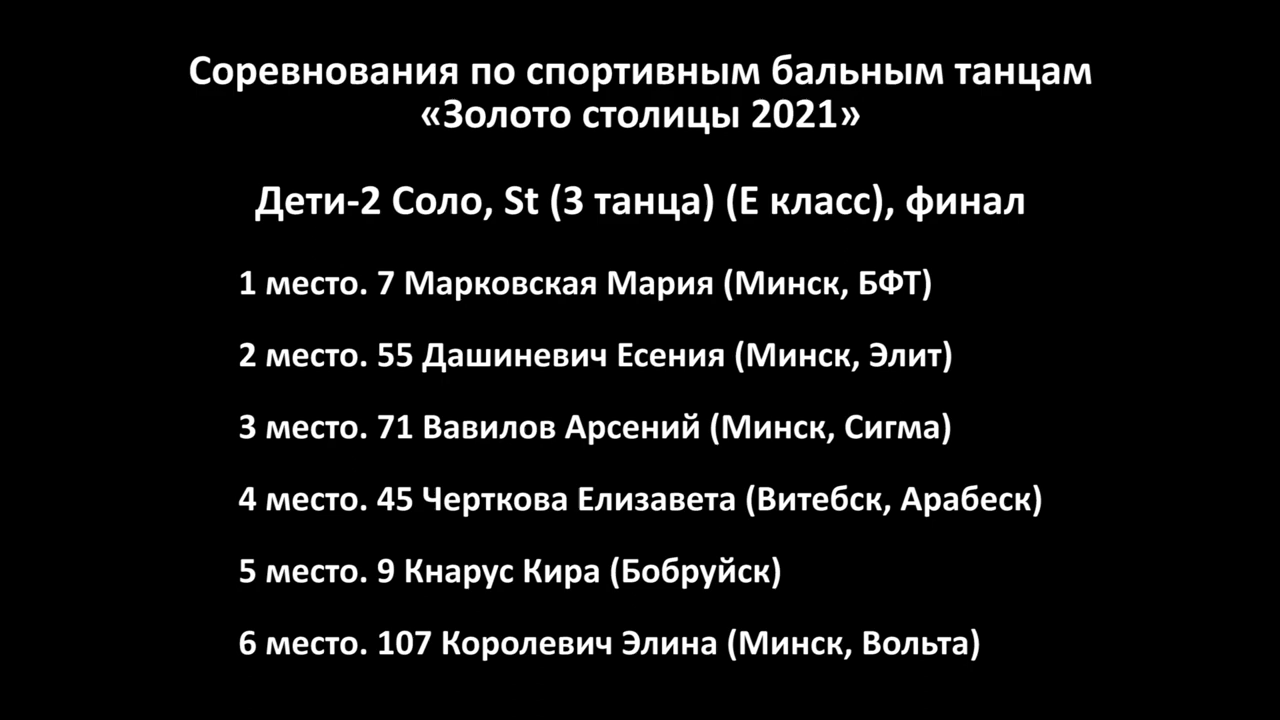 Соревнования по спортивным бальным танцам
«Золото столицы 2021»
Дети-2 Соло, St (3 танца) (Е класс), финал
1 место. 7 Марковская Мария (Минск, БФТ)
2 место. 55 Дашиневич Есения (Минск, Элит)
3 место. 71 Вавилов Арсений (Минск, Сигма)
4 место. 45 Черткова Елизавета (Витебск, Арабеск)
5 место. 9 Кнарус Кира (Бобруйск)
6 место. 107 Королевич Элина (Минск, Вольта)